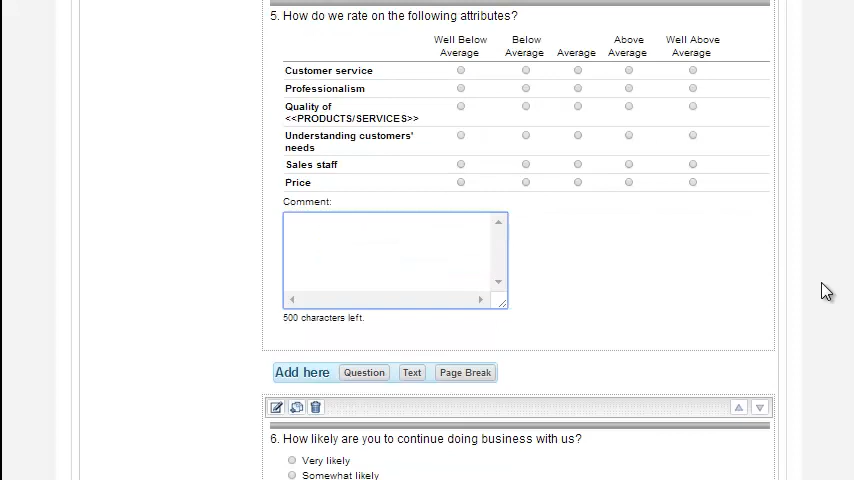 5. How do we rate on the following attributes?
Well Below Average
Below Average
Average
Above Average
Well Above Average
Customer service
Professionalism
Quality of
<<PRODUCTS/SERVICES>>
Understanding customers'
needs
Sales staff
Price
Comment:
500 characters left.
Add here Question Text Page Break
6. How likely are you to continue doing business with us?
Very likely
Somewhat likely